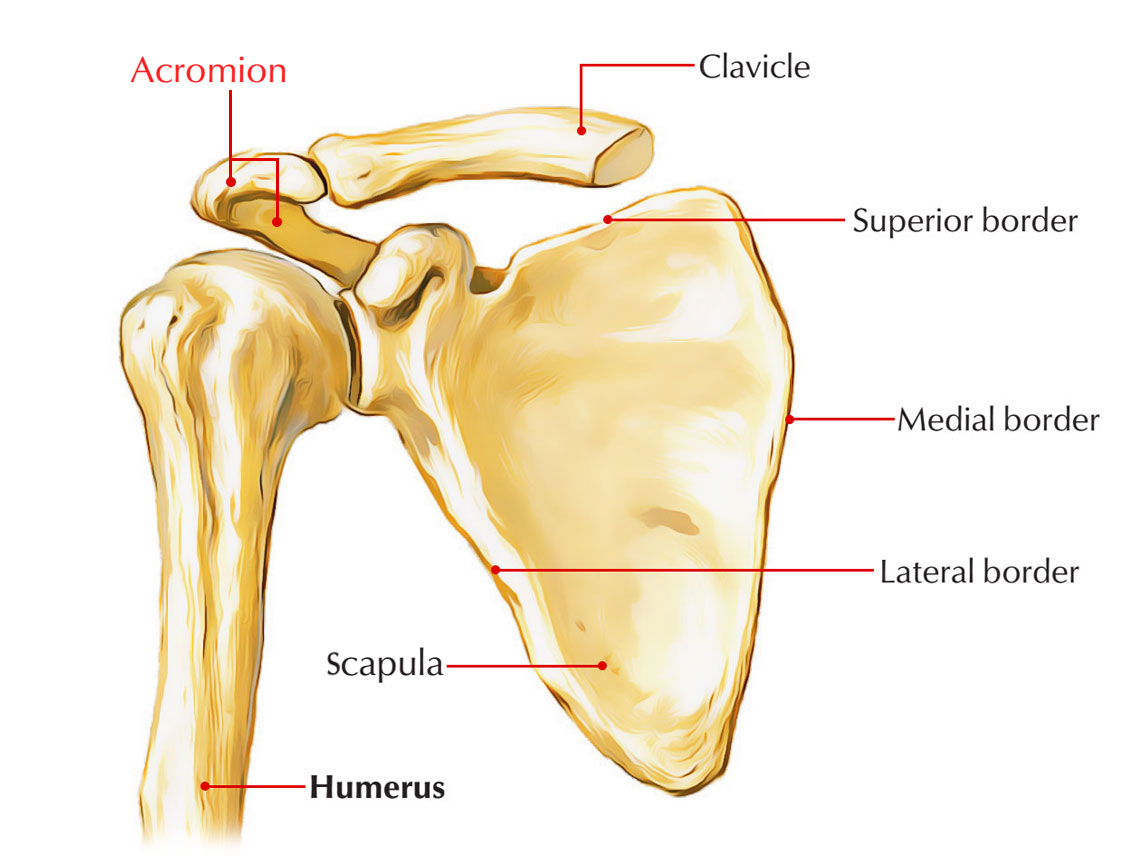 Acromion
Clavicle
Superior border
Medial border
Lateral border
Scapula
Humerus